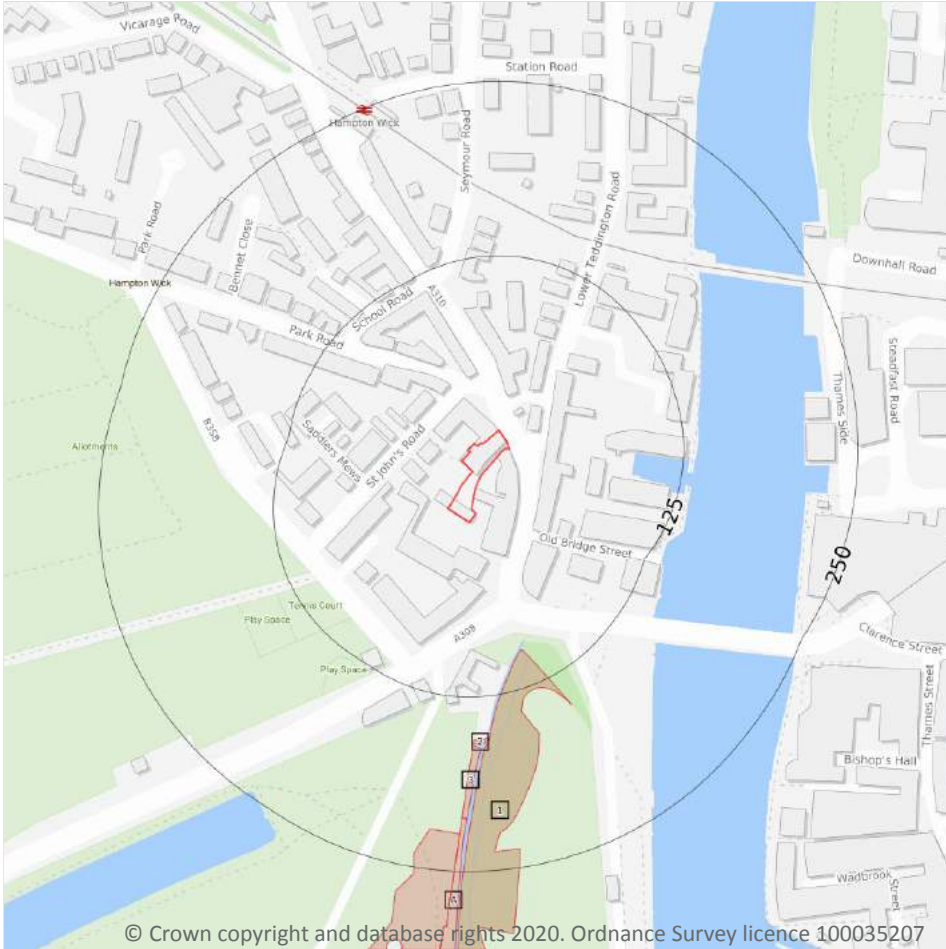 Vicarage Road
Station Road
Hampton Wick
Seymour Road
Lower Teddington Road
Park Road
Bennet Close
Downhall Road
Hampton Wick
School Road
A310
Park Road
Steadfast Road
Thames Side
Saddlers Mews
St John's Road
B358
Allotments
125
Old Bridge Street
250
Tennis Court
Play Space
A308
Clarence Street
Play Space
Thames Street
2
Bishop's Hall
3
1
Wadbrook Street
A
© Crown copyright and database rights 2020. Ordnance Survey licence 100035207